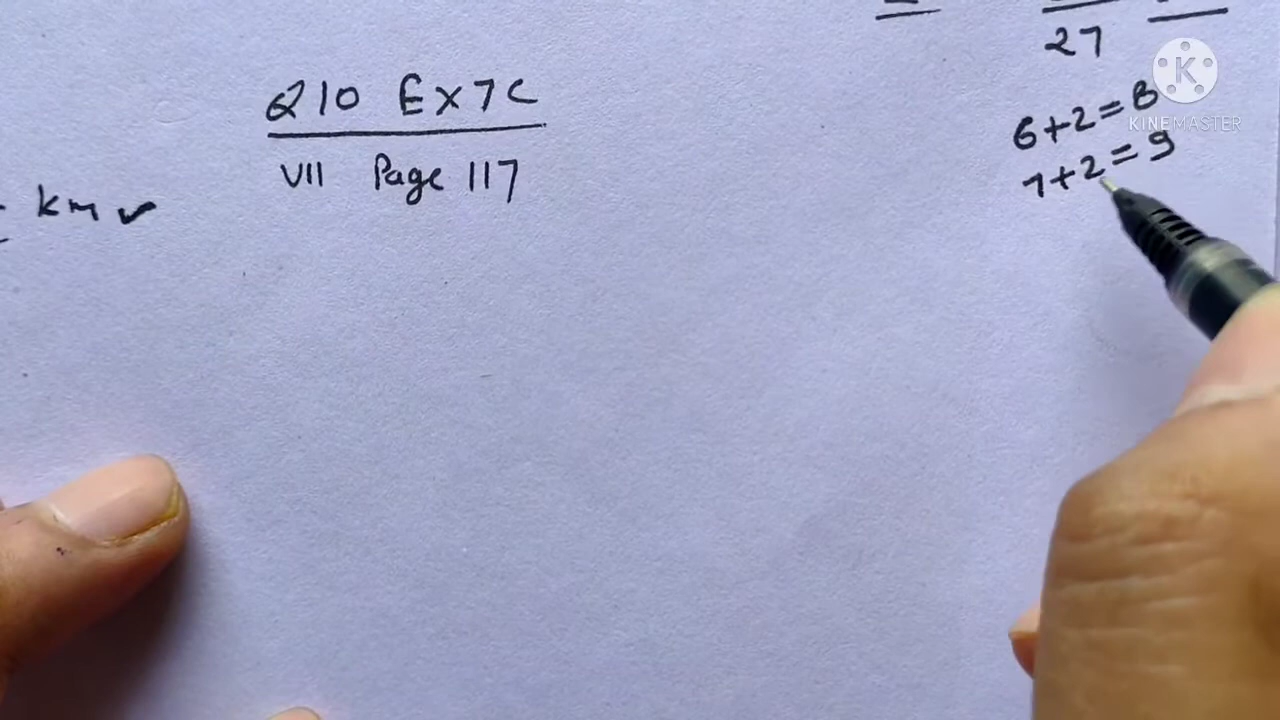 27
Q10 Ex7C
VII Page 117
km
6+2=8
7+2=9
KINEMASTER